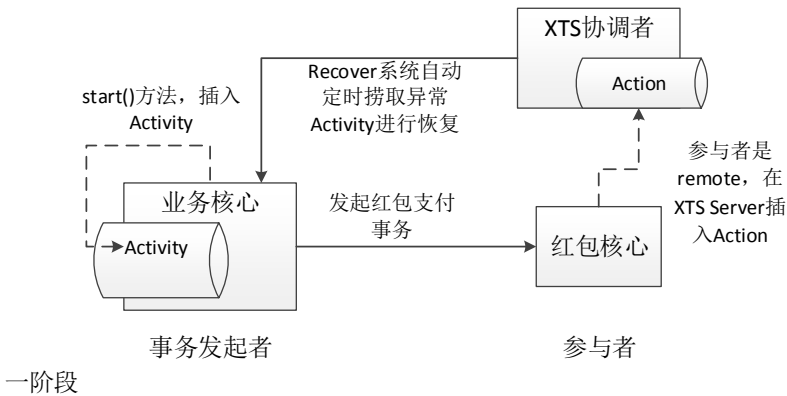 XTS协调者
Action
Recover系统自动
定时捞取异常
Activity进行恢复
start()方法，插入
Activity
参与者是
remote，在
XTS Server插
入Action
业务核心
Activity
发起红包支付
事务
红包核心
事务发起者
参与者
一阶段